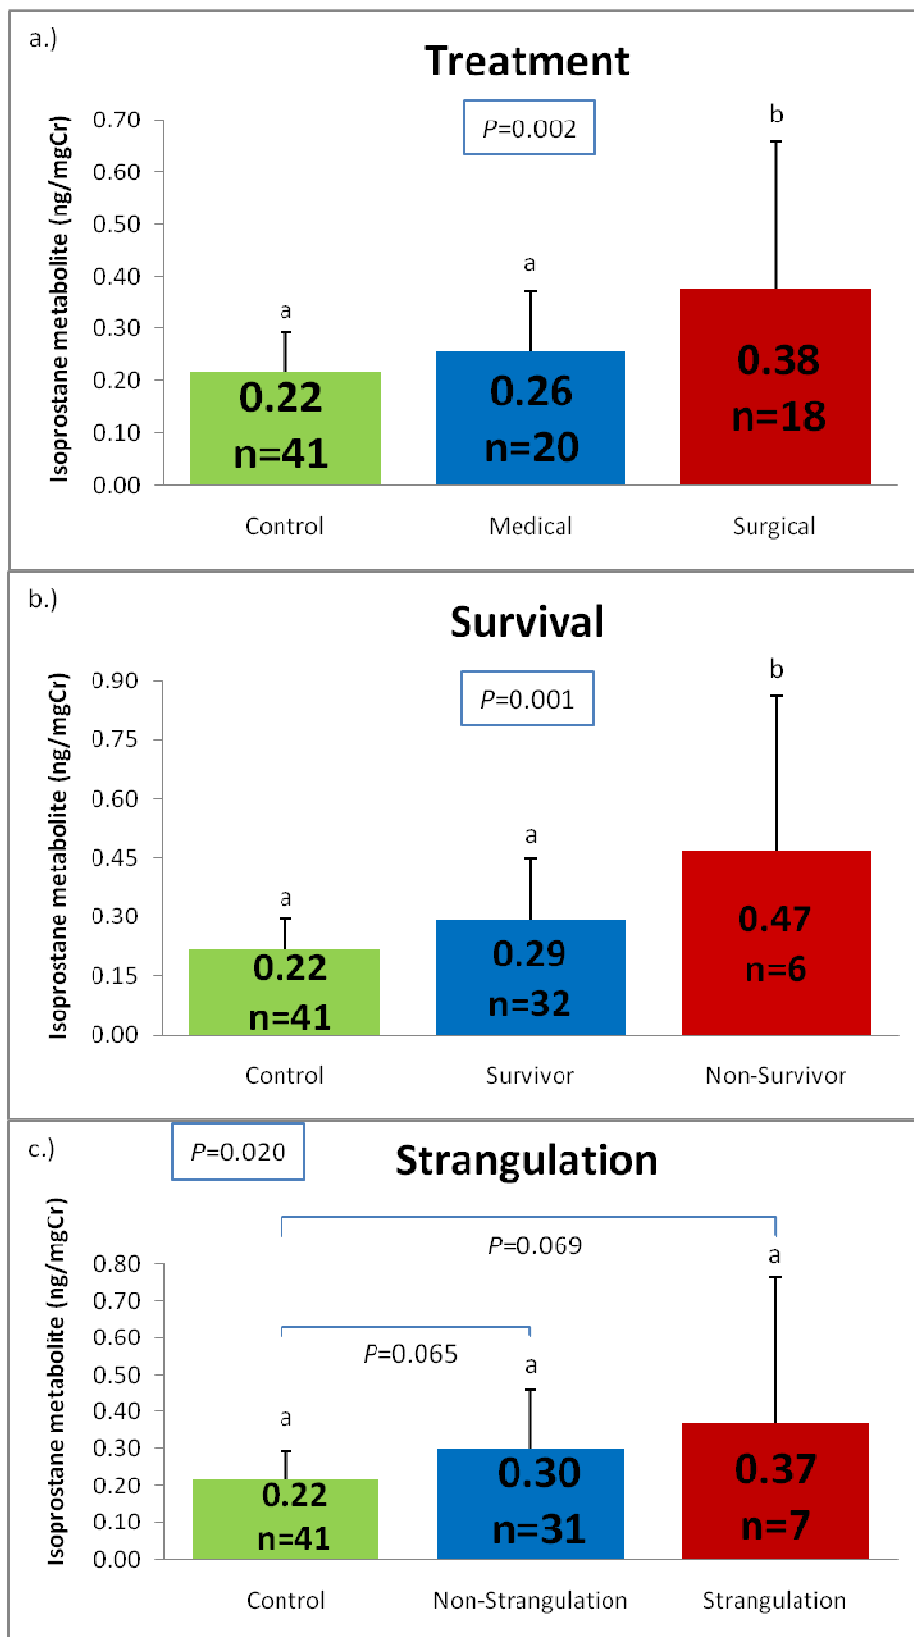 a.)
Treatment
P=0.002
Isoprostane metabolite (ng/mgCr)
0.70
0.60
0.50
0.40
0.30
0.20
0.10
0.00
a
a
b
0.22
n=41
0.26
n=20
0.38
n=18
Control
Medical
Surgical
b.)
Survival
P=0.001
Isoprostane metabolite (ng/mgCr)
0.90
0.75
0.60
0.45
0.30
0.15
0.00
a
a
b
0.22
n=41
0.29
n=32
0.47
n=6
Control
Survivor
Non-Survivor
c.)
P=0.020
Strangulation
P=0.069
P=0.065
Isoprostane metabolite (ng/mgCr)
0.80
0.70
0.60
0.50
0.40
0.30
0.20
0.10
0.00
a
a
a
0.22
n=41
0.30
n=31
0.37
n=7
Control
Non-Strangulation
Strangulation